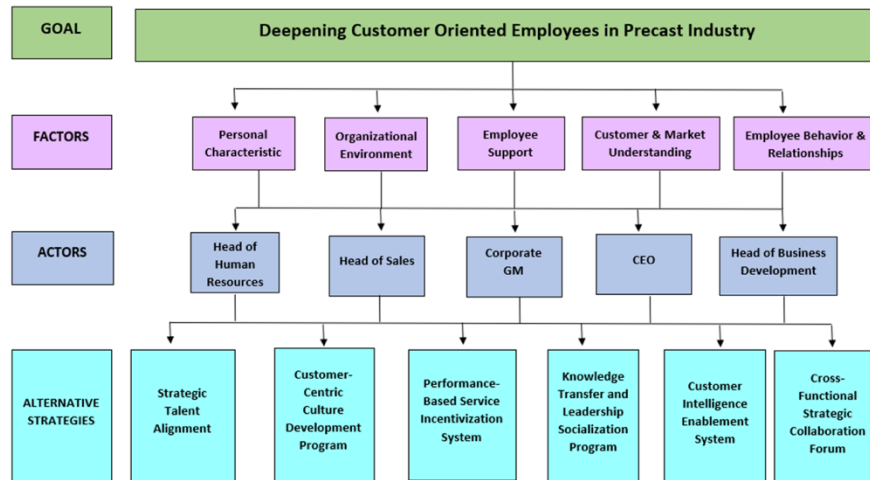 GOAL
Deepening Customer Oriented Employees in Precast Industry
FACTORS
Personal
Characteristic
Organizational
Environment
Employee
Support
Customer & Market
Understanding
Employee Behavior &
Relationships
ACTORS
Head of
Human
Resources
Head of Sales
Corporate
GM
CEO
Head of Business
Development
ALTERNATIVE
STRATEGIES
Strategic
Talent
Alignment
Customer-
Centric
Culture
Development
Program
Performance-
Based Service
Incentivization
System
Knowledge
Transfer and
Leadership
Socialization
Program
Customer
Intelligence
Enablement
System
Cross-
Functional
Strategic
Collaboration
Forum